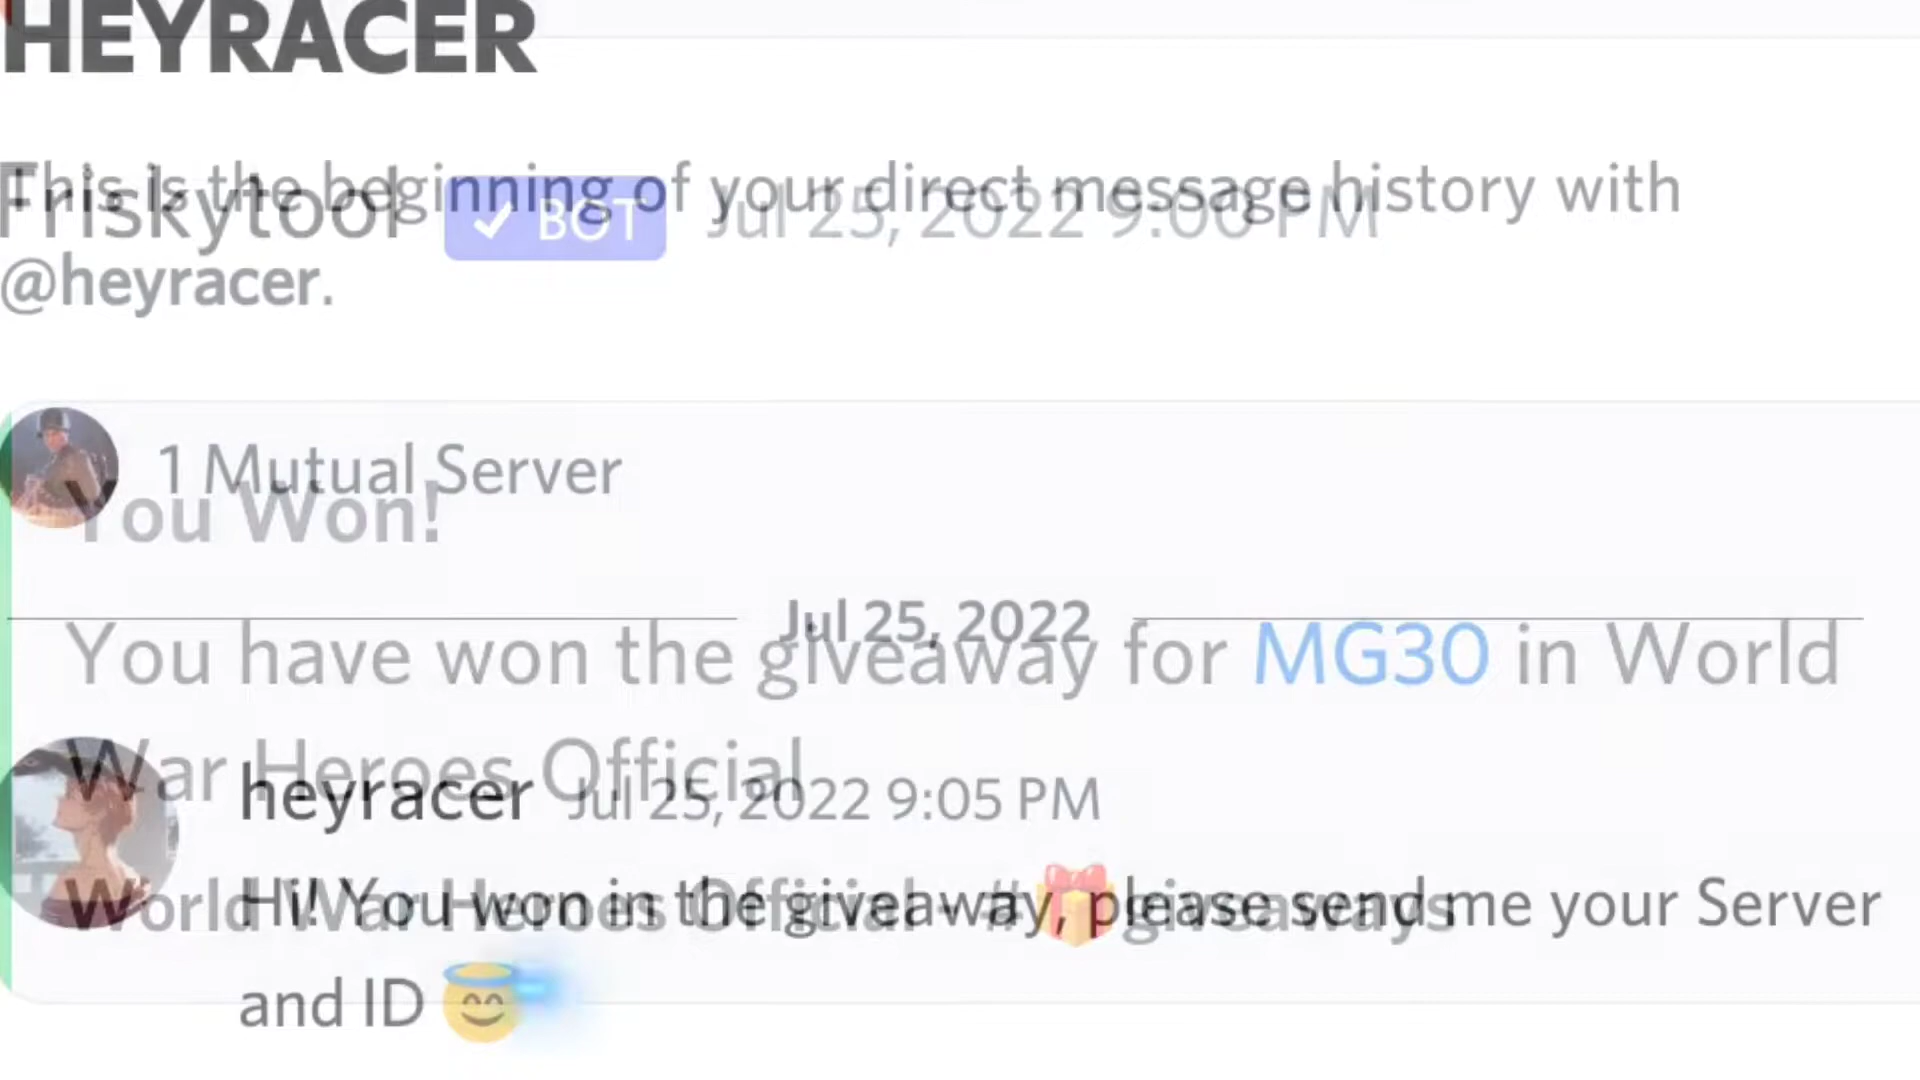 HEYRACER
This is the beginning of your direct message history with
Friskytool ✓ BOT Jul 25, 2022 9:00 PM
@heyracer.
1 Mutual Server
You Won!
Jul 25, 2022
You have won the giveaway for MG30 in World
War Heroes Official
heyracer Jul 25, 2022 9:05 PM
World War Heroes Official - #🎁giveaways
Hi! You won in the giveaway, please send me your Server
and ID 😇